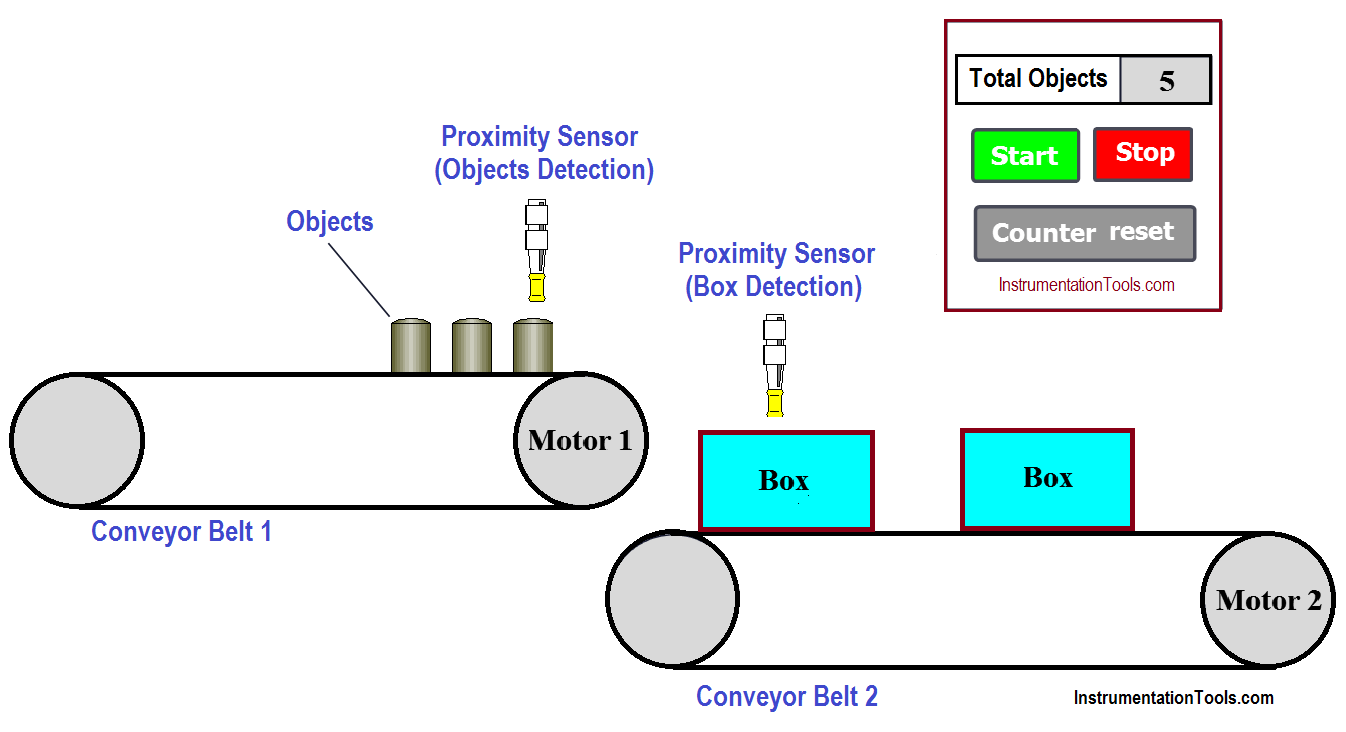 Total Objects 5
Start Stop
Counter reset
InstrumentationTools.com
Proximity Sensor
(Objects Detection)
Objects
Proximity Sensor
(Box Detection)
Motor 1
Box
Box
Conveyor Belt 1
Motor 2
Conveyor Belt 2
InstrumentationTools.com